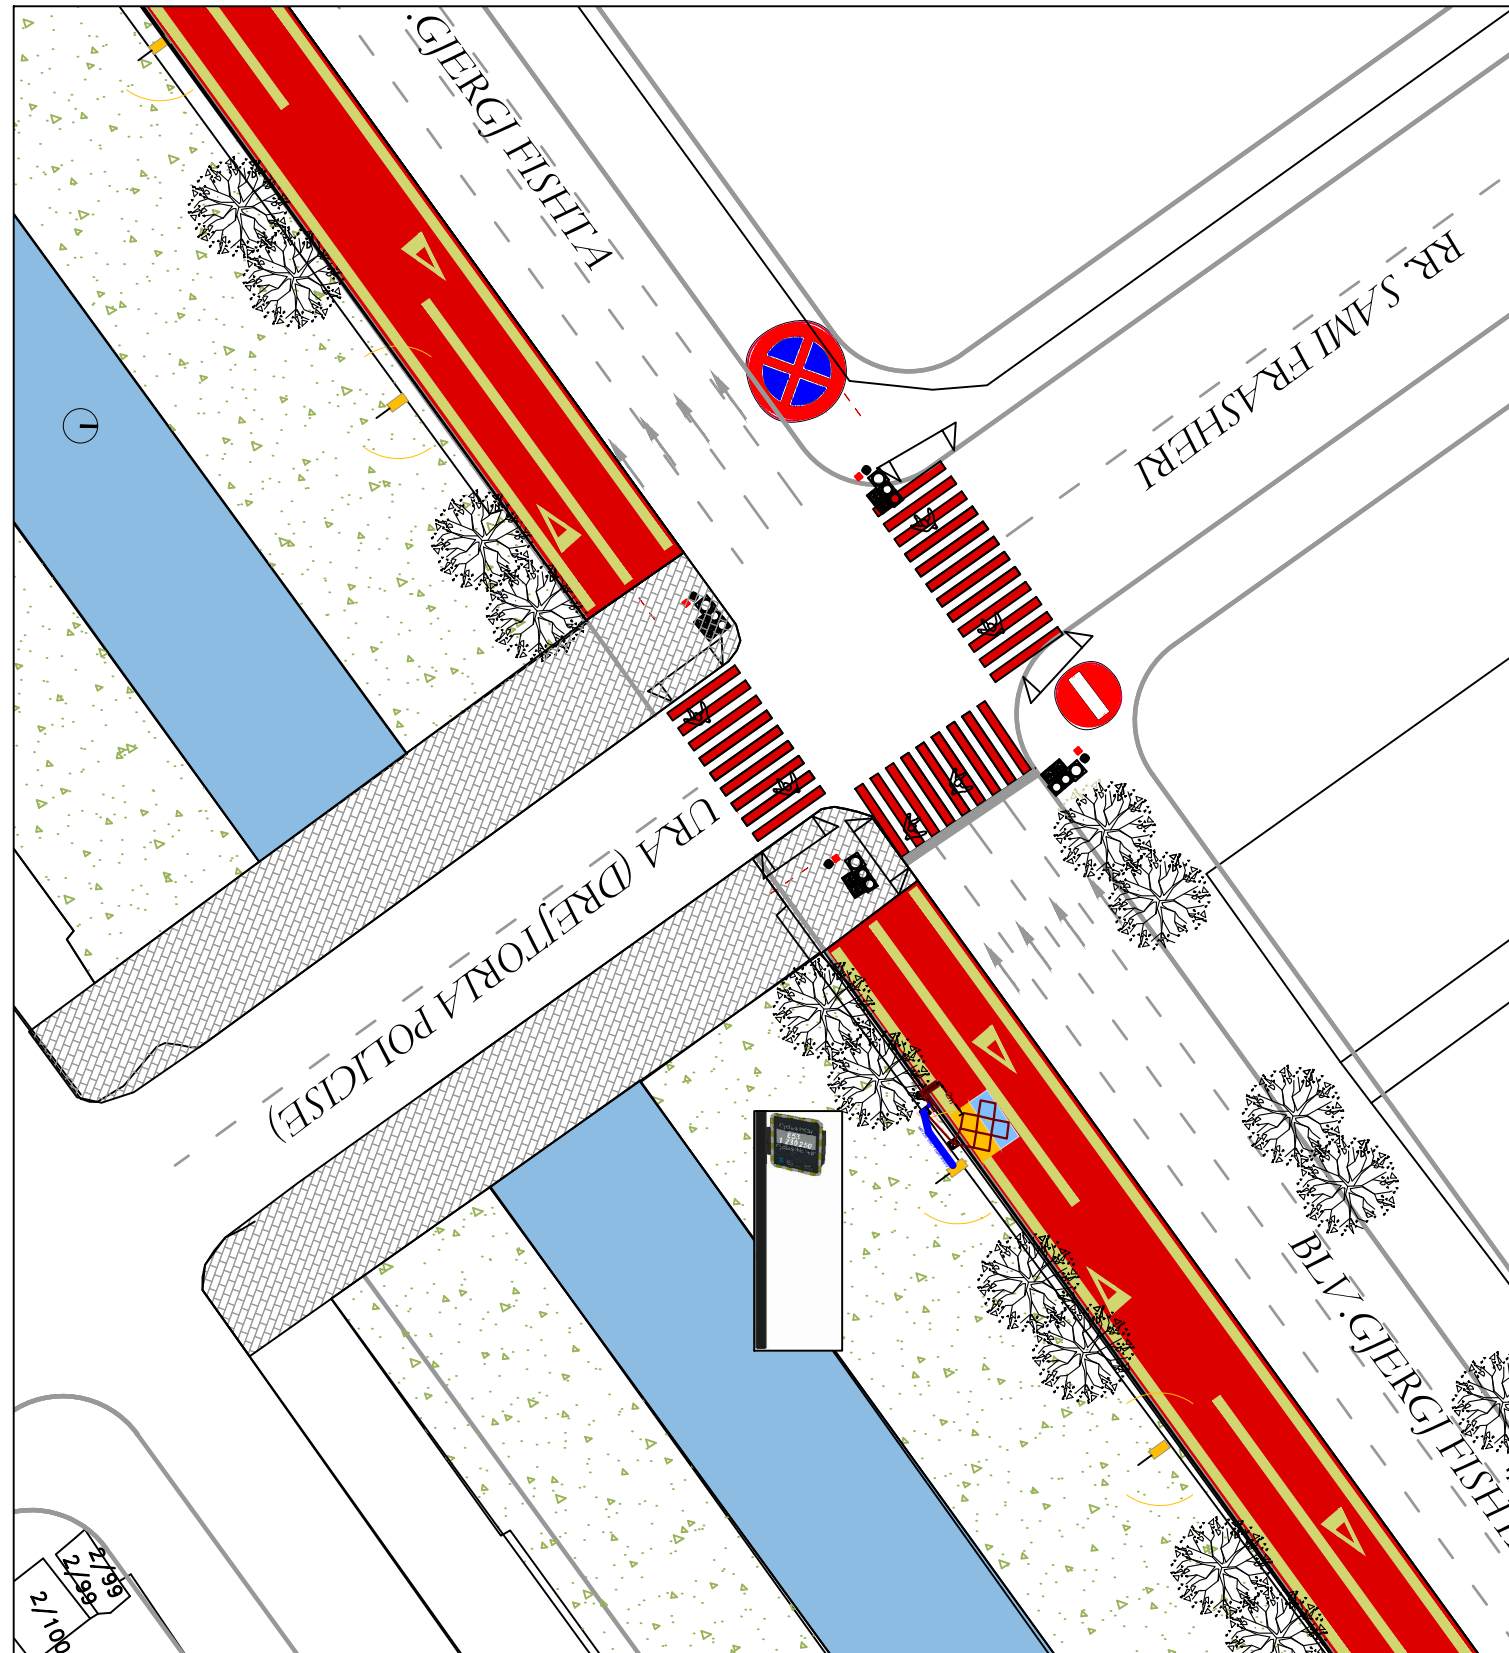 .GJERGJ FISHTA
RR. SAMI FRASHERI
URA (DREJTORIA POLICISE)
BLV.GJERGJ FISHT
2/99
2/99
2/100